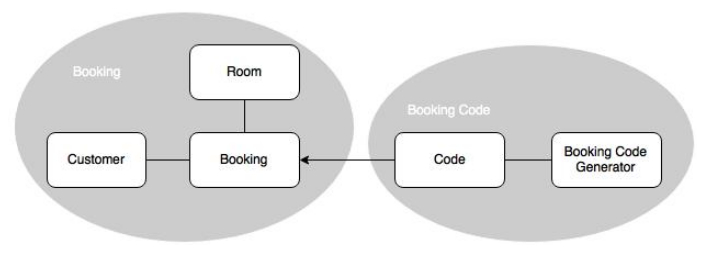 Booking
Room
Customer
Booking
Booking Code
Code
Booking Code
Generator